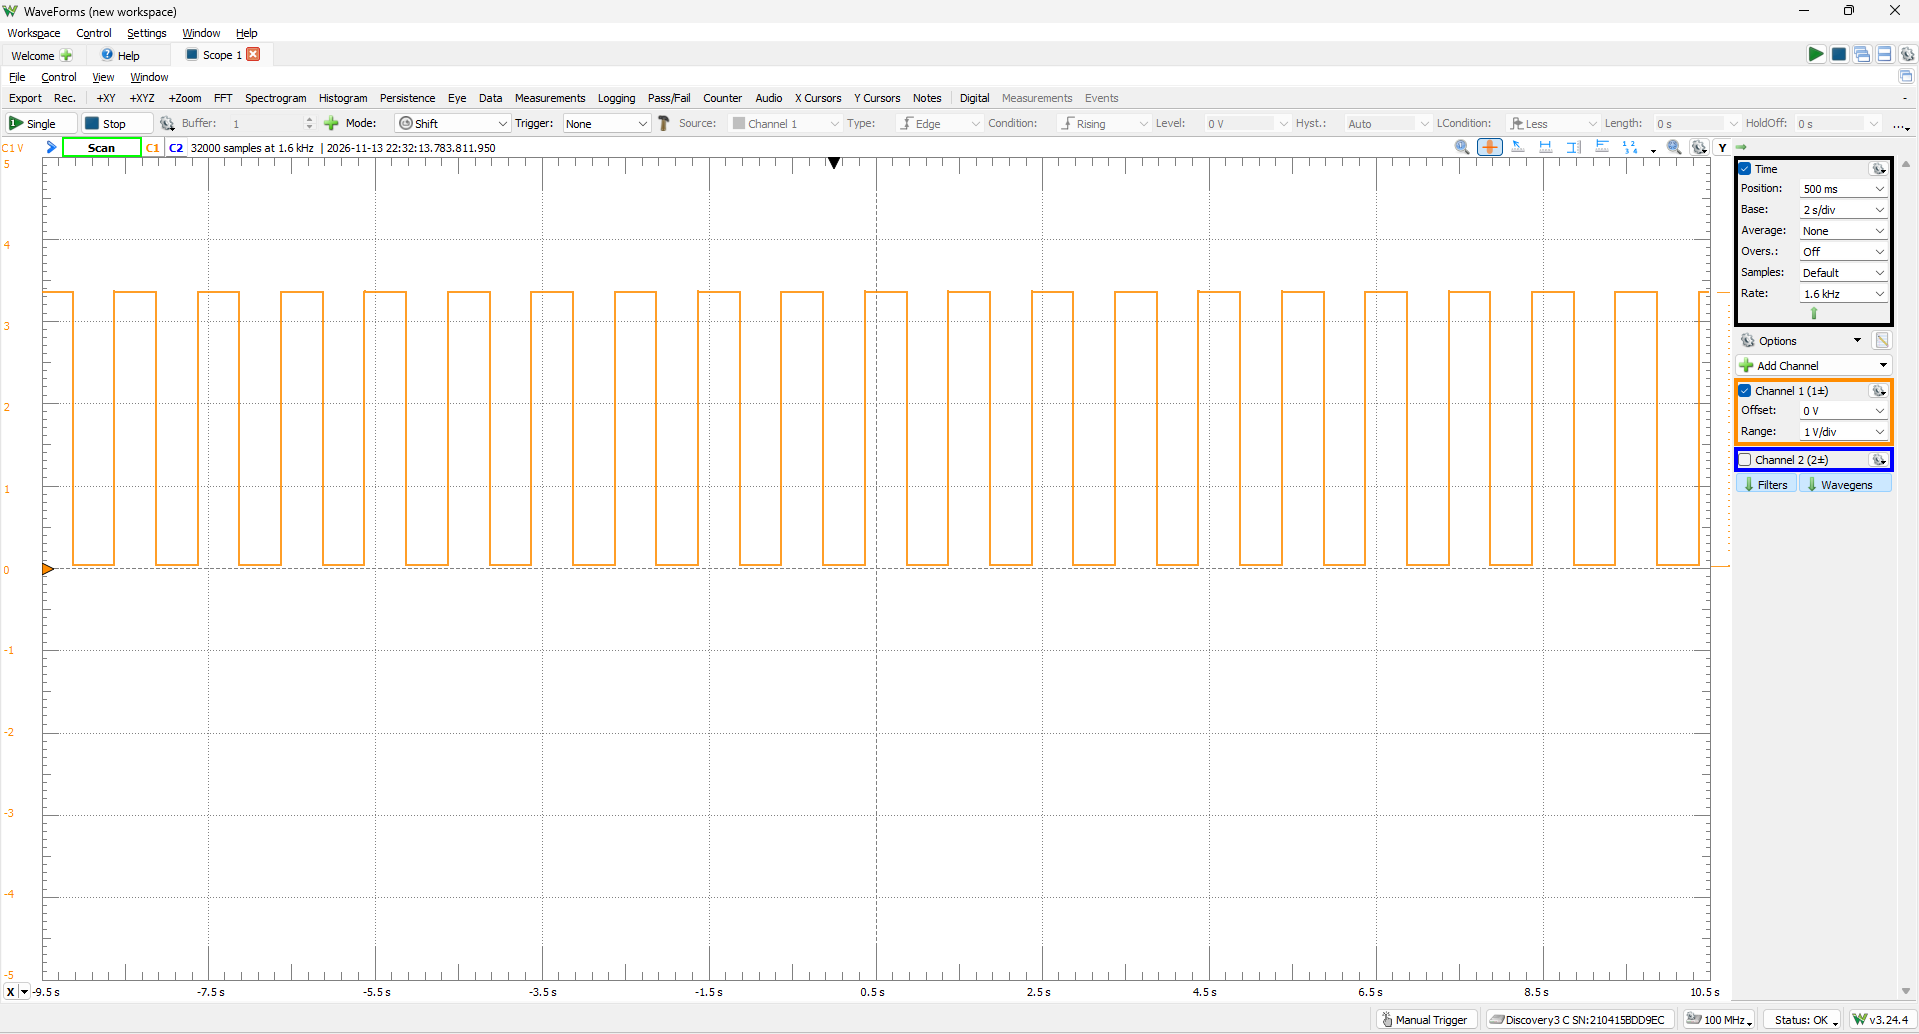 WaveForms (new workspace)
Workspace Control Settings Window Help
Welcome Help Scope 1
File Control View Window
Export Rec. +XY +XYZ +Zoom FFT Spectrogram Histogram Persistence Eye Data Measurements Logging Pass/Fail Counter Audio X Cursors Y Cursors Notes Digital Measurements Events
Single Stop Buffer: 1 Mode: Shift Trigger: None Source: Channel 1 Type: Edge Condition: Rising Level: 0 V Hyst.: Auto LCondition: Less Length: 0 s HoldOff: 0 s
C1 V Scan C1 C2 32000 samples at 1.6 kHz | 2026-11-13 22:32:13.783.811.950 Y
5
4
3
2
1
0
-1
-2
-3
-4
-5
X -9.5 s -7.5 s -5.5 s -3.5 s -1.5 s 0.5 s 2.5 s 4.5 s 6.5 s 8.5 s 10.5 s
Time
Position: 500 ms
Base: 2 s/div
Average: None
Overs.: Off
Samples: Default
Rate: 1.6 kHz
Options
Add Channel
Channel 1 (1±)
Offset: 0 V
Range: 1 V/div
Channel 2 (2±)
Filters Wavegens
Manual Trigger Discovery3 C SN:210415BDD9EC 100 MHz Status: OK v3.24.4